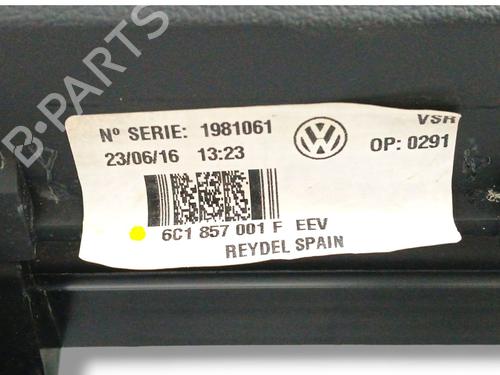 B-PARTS
VSR
Nº SERIE: 1981061
OP: 0291
23/06/16 13:23
6C1 857 001 F EEV
REYDEL SPAIN